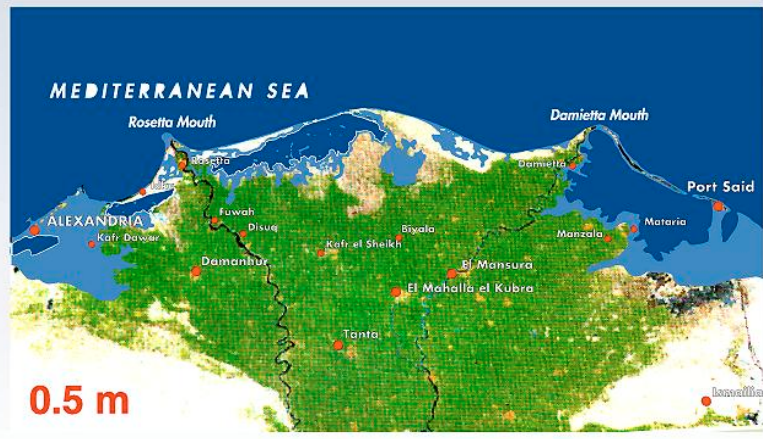 MEDITERRANEAN SEA
Rosetta Mouth
Damietta Mouth
Rosetta
Damietta
Port Said
ALEXANDRIA
Fuwah
Mataria
Kafr Dawar
Disuq
Biyala
Manzala
Kafr el Sheikh
Damanhur
El Mansura
El Mahalla el Kubra
Tanta
0.5 m
Ismailia